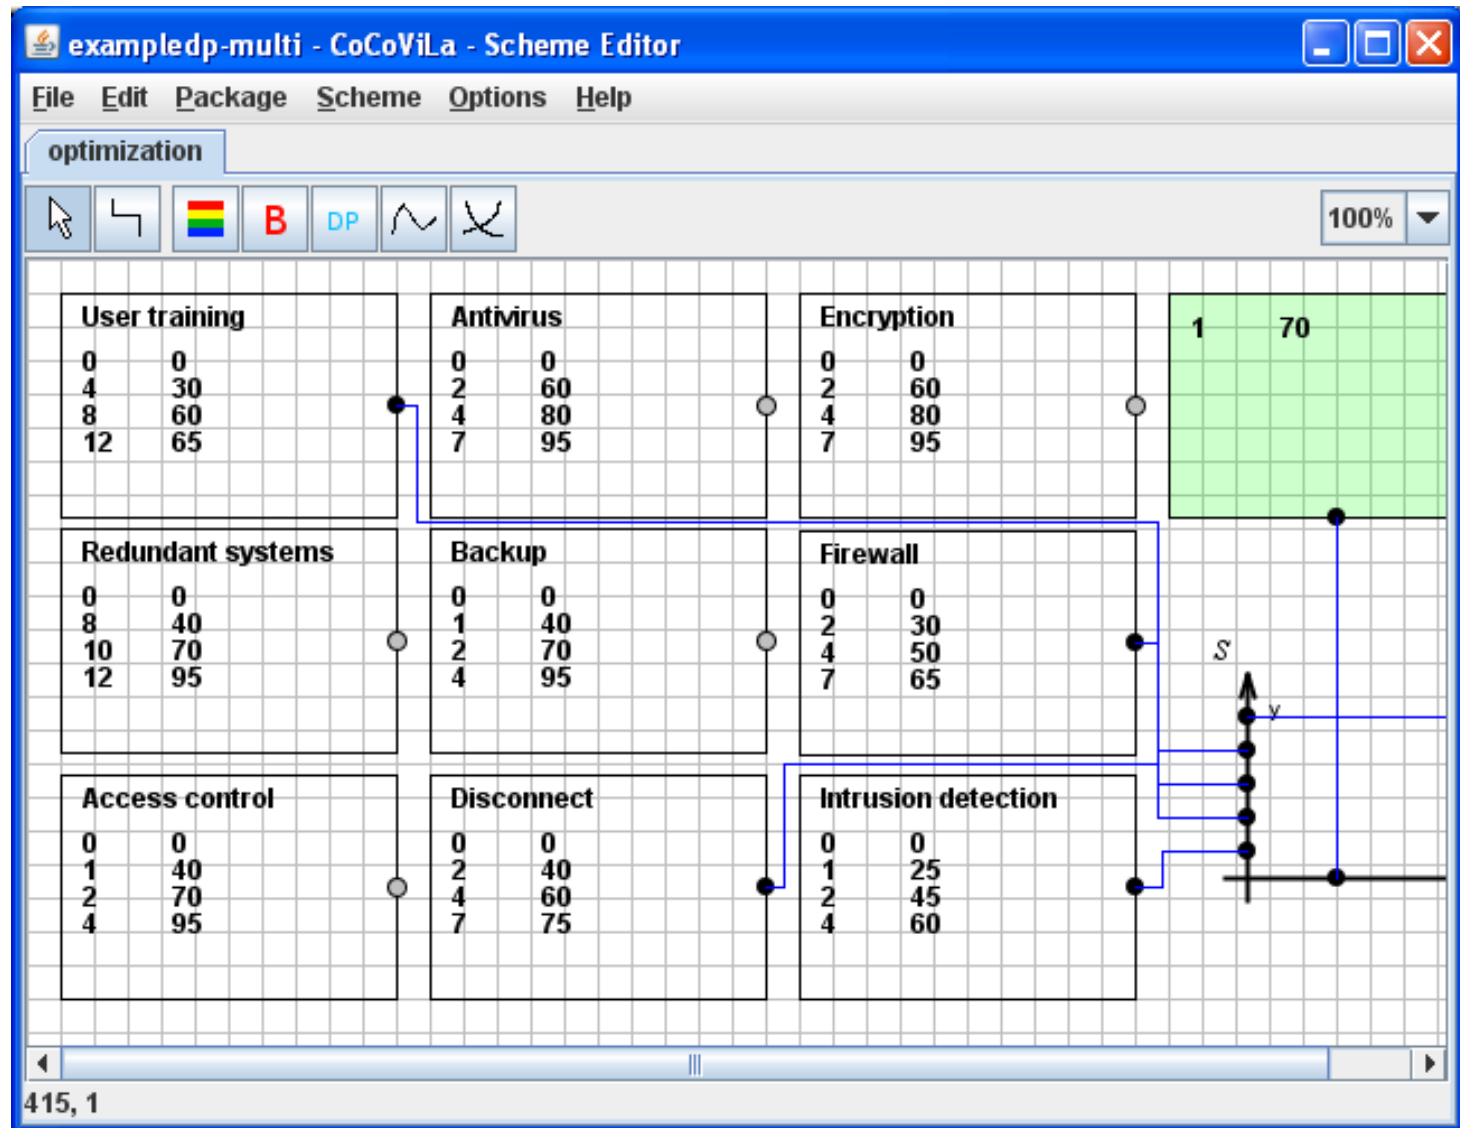 exampledp-multi - CoCoViLa - Scheme Editor
File Edit Package Scheme Options Help
optimization
B DP 100%
User training
0 0
4 30
8 60
12 65
Antivirus
0 0
2 60
4 80
7 95
Encryption
0 0
2 60
4 80
7 95
1 70
Redundant systems
0 0
8 40
10 70
12 95
Backup
0 0
1 40
2 70
4 95
Firewall
0 0
2 30
4 50
7 65
S
y
Access control
0 0
1 40
2 70
4 95
Disconnect
0 0
2 40
4 60
7 75
Intrusion detection
0 0
1 25
2 45
4 60
415, 1